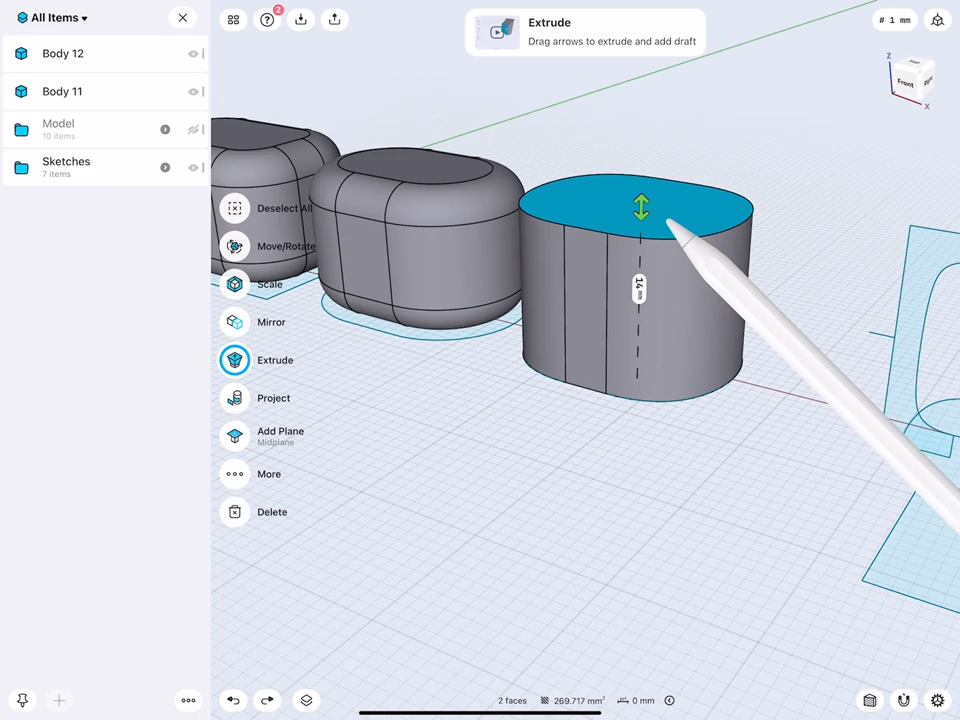 All Items
2
Extrude
Drag arrows to extrude and add draft
# 1 mm
Body 12
Body 11
Model
10 items
Sketches
7 items
Z
Front
X
Deselect All
Move/Rotate
Scale
Mirror
Extrude
Project
Add Plane
Midplane
More
Delete
14 mm
2 faces
269.717 mm²
0 mm